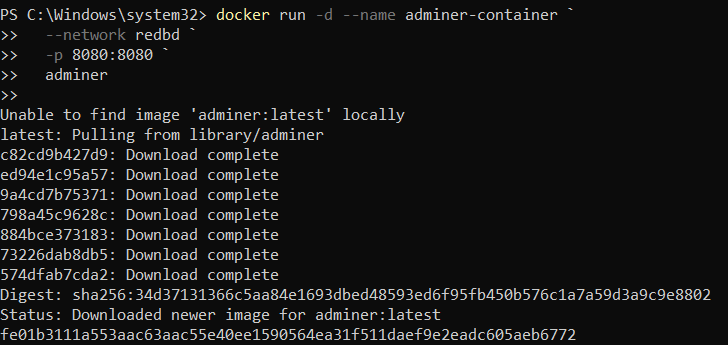 PS C:\Windows\system32> docker run -d --name adminer-container `
>>   --network redbd `
>>   -p 8080:8080 `
>>   adminer
>>
Unable to find image 'adminer:latest' locally
latest: Pulling from library/adminer
c82cd9b427d9: Download complete
ed94e1c95a57: Download complete
9a4cd7b75371: Download complete
798a45c9628c: Download complete
884bce373183: Download complete
73226dab8db5: Download complete
574dfab7cda2: Download complete
Digest: sha256:34d37131366c5aa84e1693dbed48593ed6f95fb450b576c1a7a59d3a9c9e8802
Status: Downloaded newer image for adminer:latest
fe01b3111a553aac63aac55e40ee1590564ea31f511daef9e2eadc605aeb6772